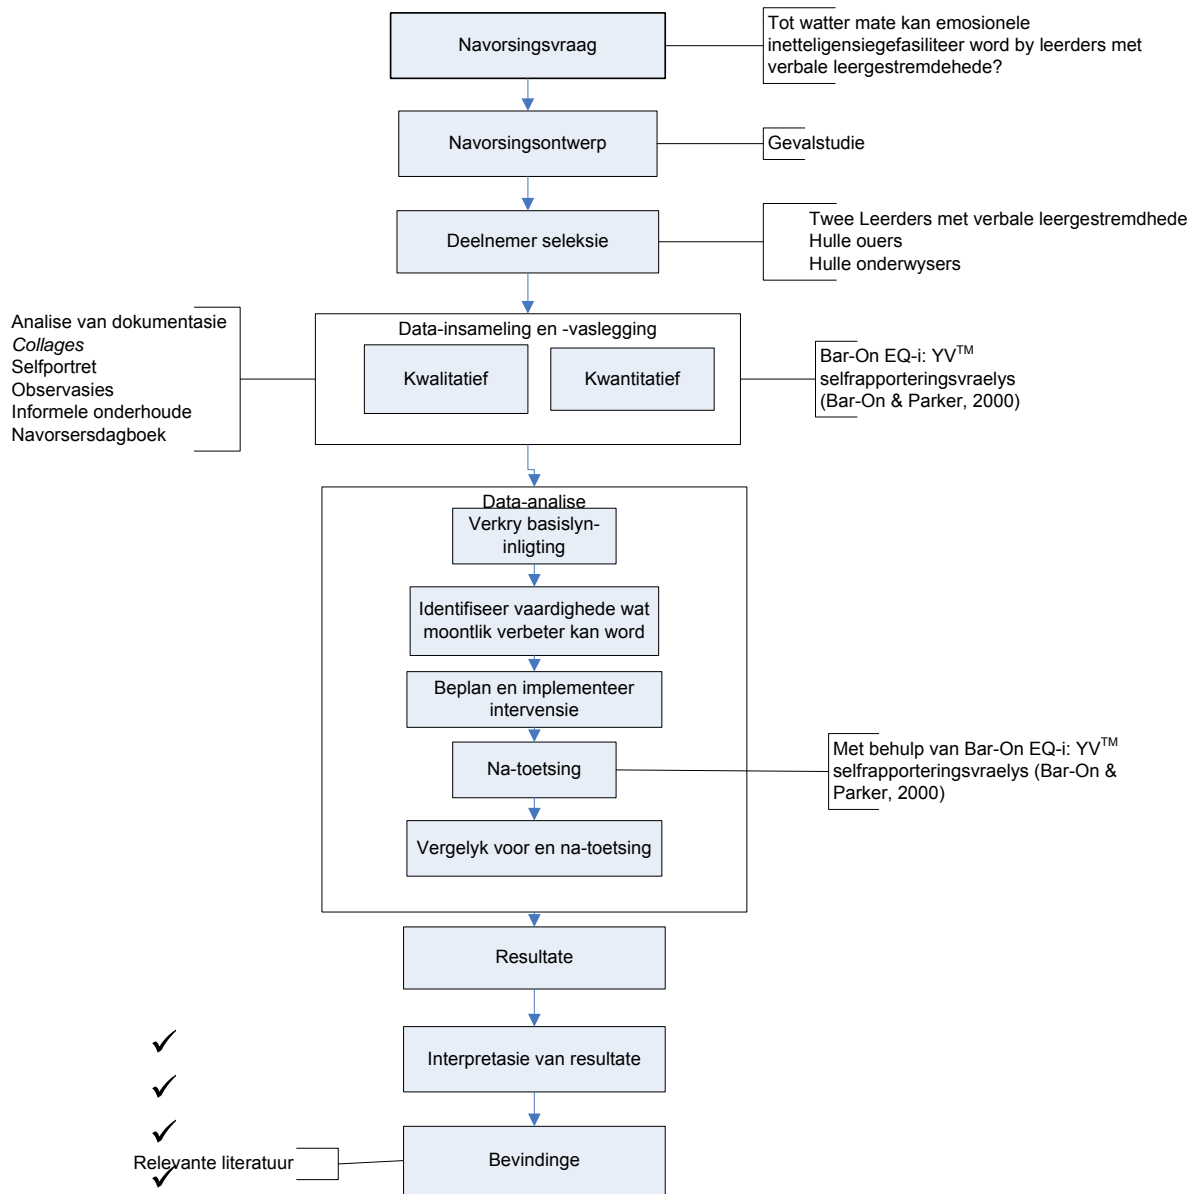 Navorsingsvraag
Tot watter mate kan emosionele
inetteligensiegefasiliteer word by leerders met
verbale leergestremdehede?
Navorsingsontwerp
Gevalstudie
Deelnemer seleksie
Twee Leerders met verbale leergestremdhede
Hulle ouers
Hulle onderwysers
Analise van dokumentasie
Collages
Selfportret
Observasies
Informele onderhoude
Navorsersdagboek
Data-insameling en -vaslegging
Kwalitatief
Kwantitatief
Bar-On EQ-i: YV™
selfrapporteringsvraelys
(Bar-On & Parker, 2000)
Data-analise
Verkry basislyn-
inligting
Identifiseer vaardighede wat
moontlik verbeter kan word
Beplan en implementeer
intervensie
Na-toetsing
Met behulp van Bar-On EQ-i: YV™
selfrapporteringsvraelys (Bar-On &
Parker, 2000)
Vergelyk voor en na-toetsing
Resultate
Interpretasie van resultate
Relevante literatuur
Bevindinge